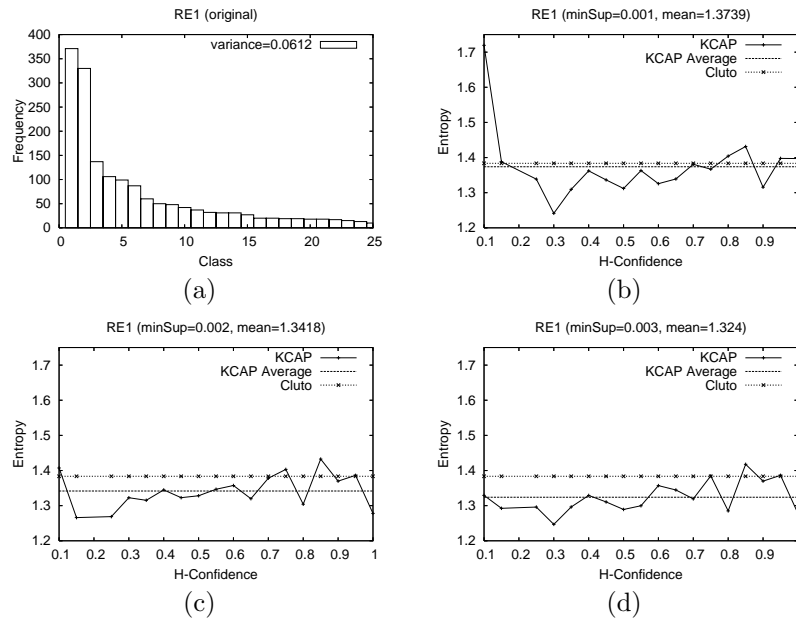 RE1 (original)
variance=0.0612
Frequency
400
350
300
250
200
150
100
50
0
0 5 10 15 20 25
Class
(a)
RE1 (minSup=0.001, mean=1.3739)
KCAP
KCAP Average
Cluto
Entropy
1.7
1.6
1.5
1.4
1.3
1.2
0.1 0.2 0.3 0.4 0.5 0.6 0.7 0.8 0.9
H-Confidence
(b)
RE1 (minSup=0.002, mean=1.3418)
KCAP
KCAP Average
Cluto
Entropy
1.7
1.6
1.5
1.4
1.3
1.2
0.1 0.2 0.3 0.4 0.5 0.6 0.7 0.8 0.9 1
H-Confidence
(c)
RE1 (minSup=0.003, mean=1.324)
KCAP
KCAP Average
Cluto
Entropy
1.7
1.6
1.5
1.4
1.3
1.2
0.1 0.2 0.3 0.4 0.5 0.6 0.7 0.8 0.9
H-Confidence
(d)